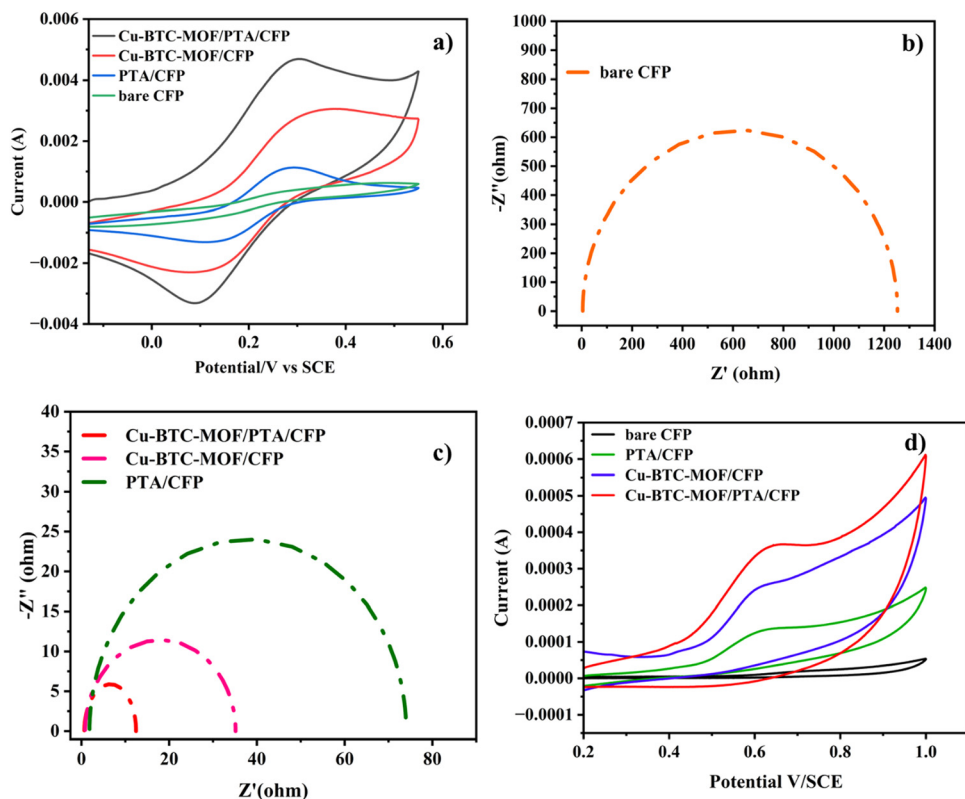 a)
Cu-BTC-MOF/PTA/CFP
Cu-BTC-MOF/CFP
PTA/CFP
bare CFP
0.006
0.004
0.002
0.000
−0.002
−0.004
Current (A)
0.0 0.2 0.4 0.6
Potential/V vs SCE
b)
bare CFP
1000
900
800
700
600
500
400
300
200
100
0
-Z"(ohm)
0 200 400 600 800 1000 1200 1400
Z' (ohm)
c)
Cu-BTC-MOF/PTA/CFP
Cu-BTC-MOF/CFP
PTA/CFP
40
35
30
25
20
15
10
5
0
-Z" (ohm)
0 20 40 60 80
Z'(ohm)
d)
bare CFP
PTA/CFP
Cu-BTC-MOF/CFP
Cu-BTC-MOF/PTA/CFP
0.0007
0.0006
0.0005
0.0004
0.0003
0.0002
0.0001
0.0000
−0.0001
Current (A)
0.2 0.4 0.6 0.8 1.0
Potential V/SCE